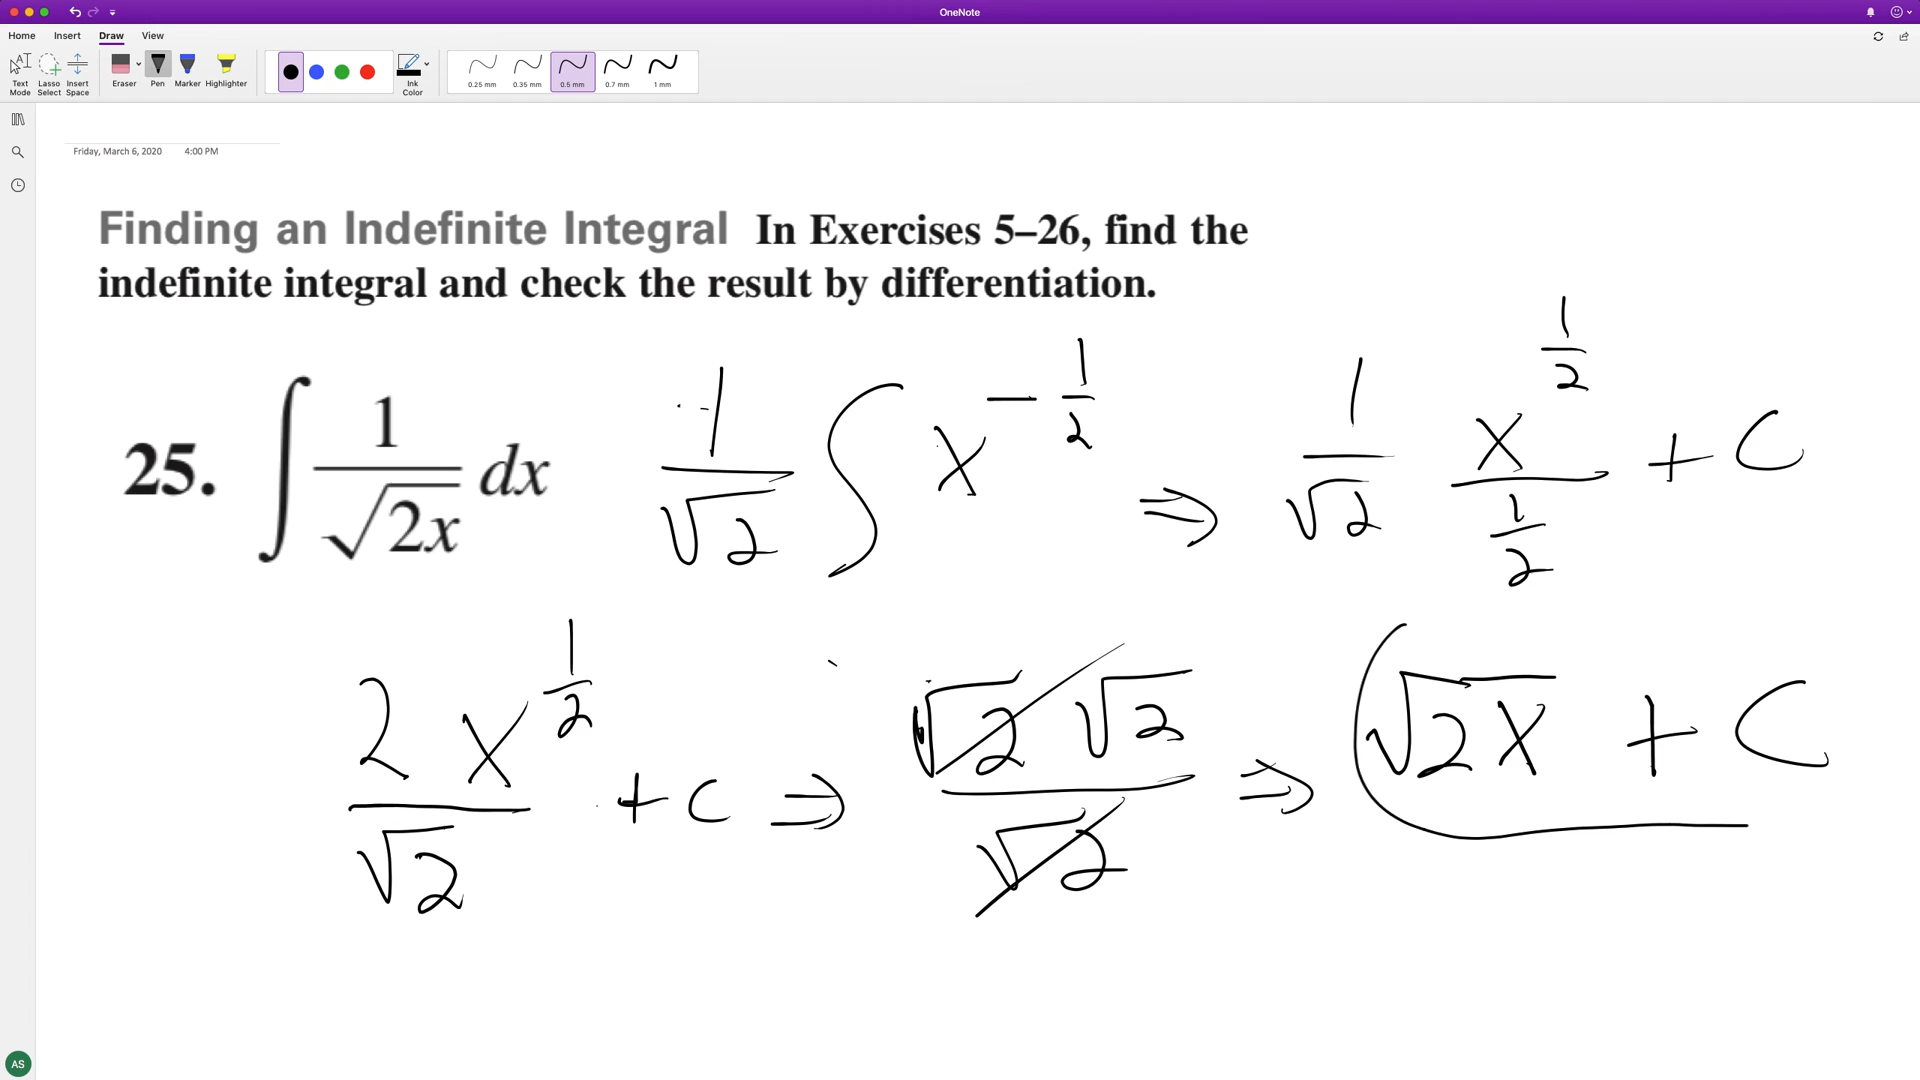 OneNote
Home Insert Draw View
Text Mode Lasso Select Insert Space Eraser Pen Marker Highlighter Ink Color 0.25 mm 0.35 mm 0.5 mm 0.7 mm 1 mm
Friday, March 6, 2020 4:00 PM
Finding an Indefinite Integral In Exercises 5–26, find the
indefinite integral and check the result by differentiation.
25. ∫ 1/√(2x) dx 1/√2 ∫ x^(-1/2) ⇒ 1/√2 x^(1/2)/(1/2) + C
2x^(1/2)/√2 + C ⇒ √2 √2/√2 ⇒ √(2x) + C
AS